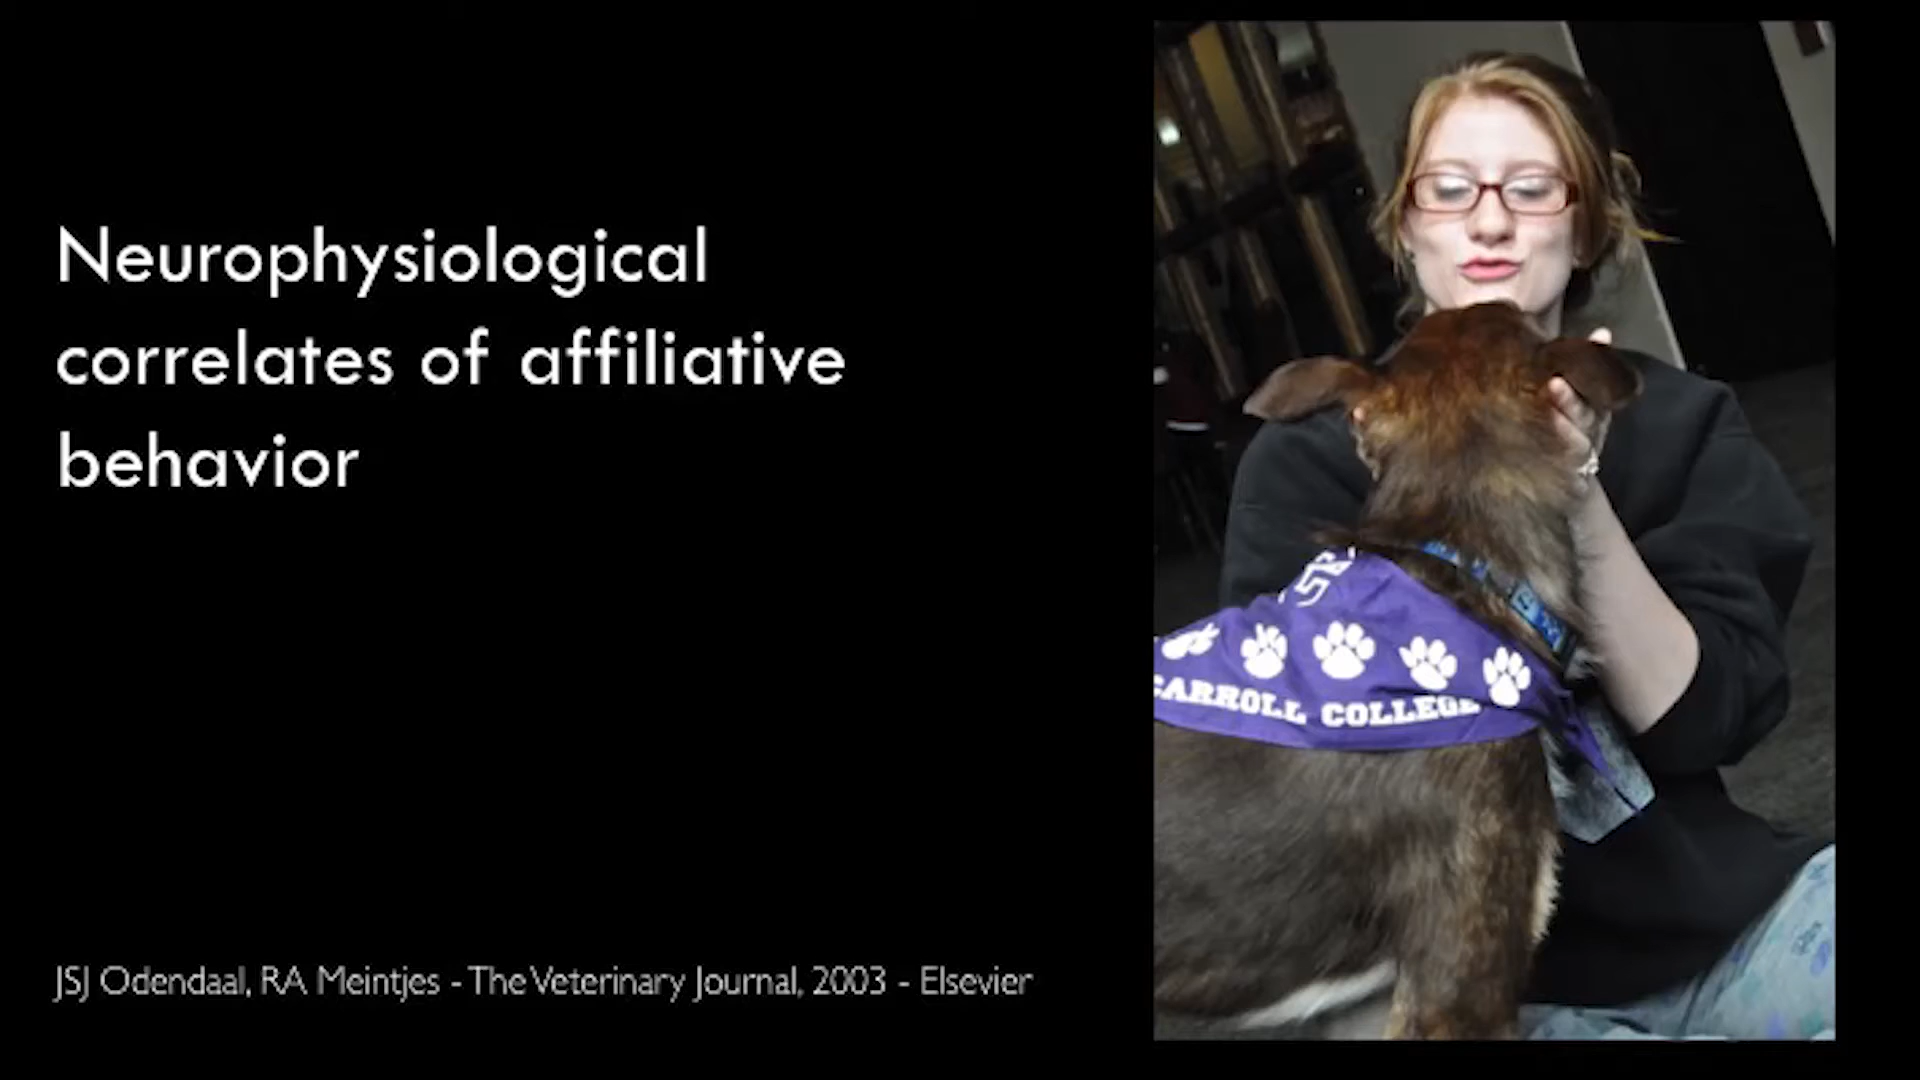 Neurophysiological
correlates of affiliative
behavior
JSJ Odendaal, RA Meintjes - The Veterinary Journal, 2003 - Elsevier
CARROLL COLLEGE